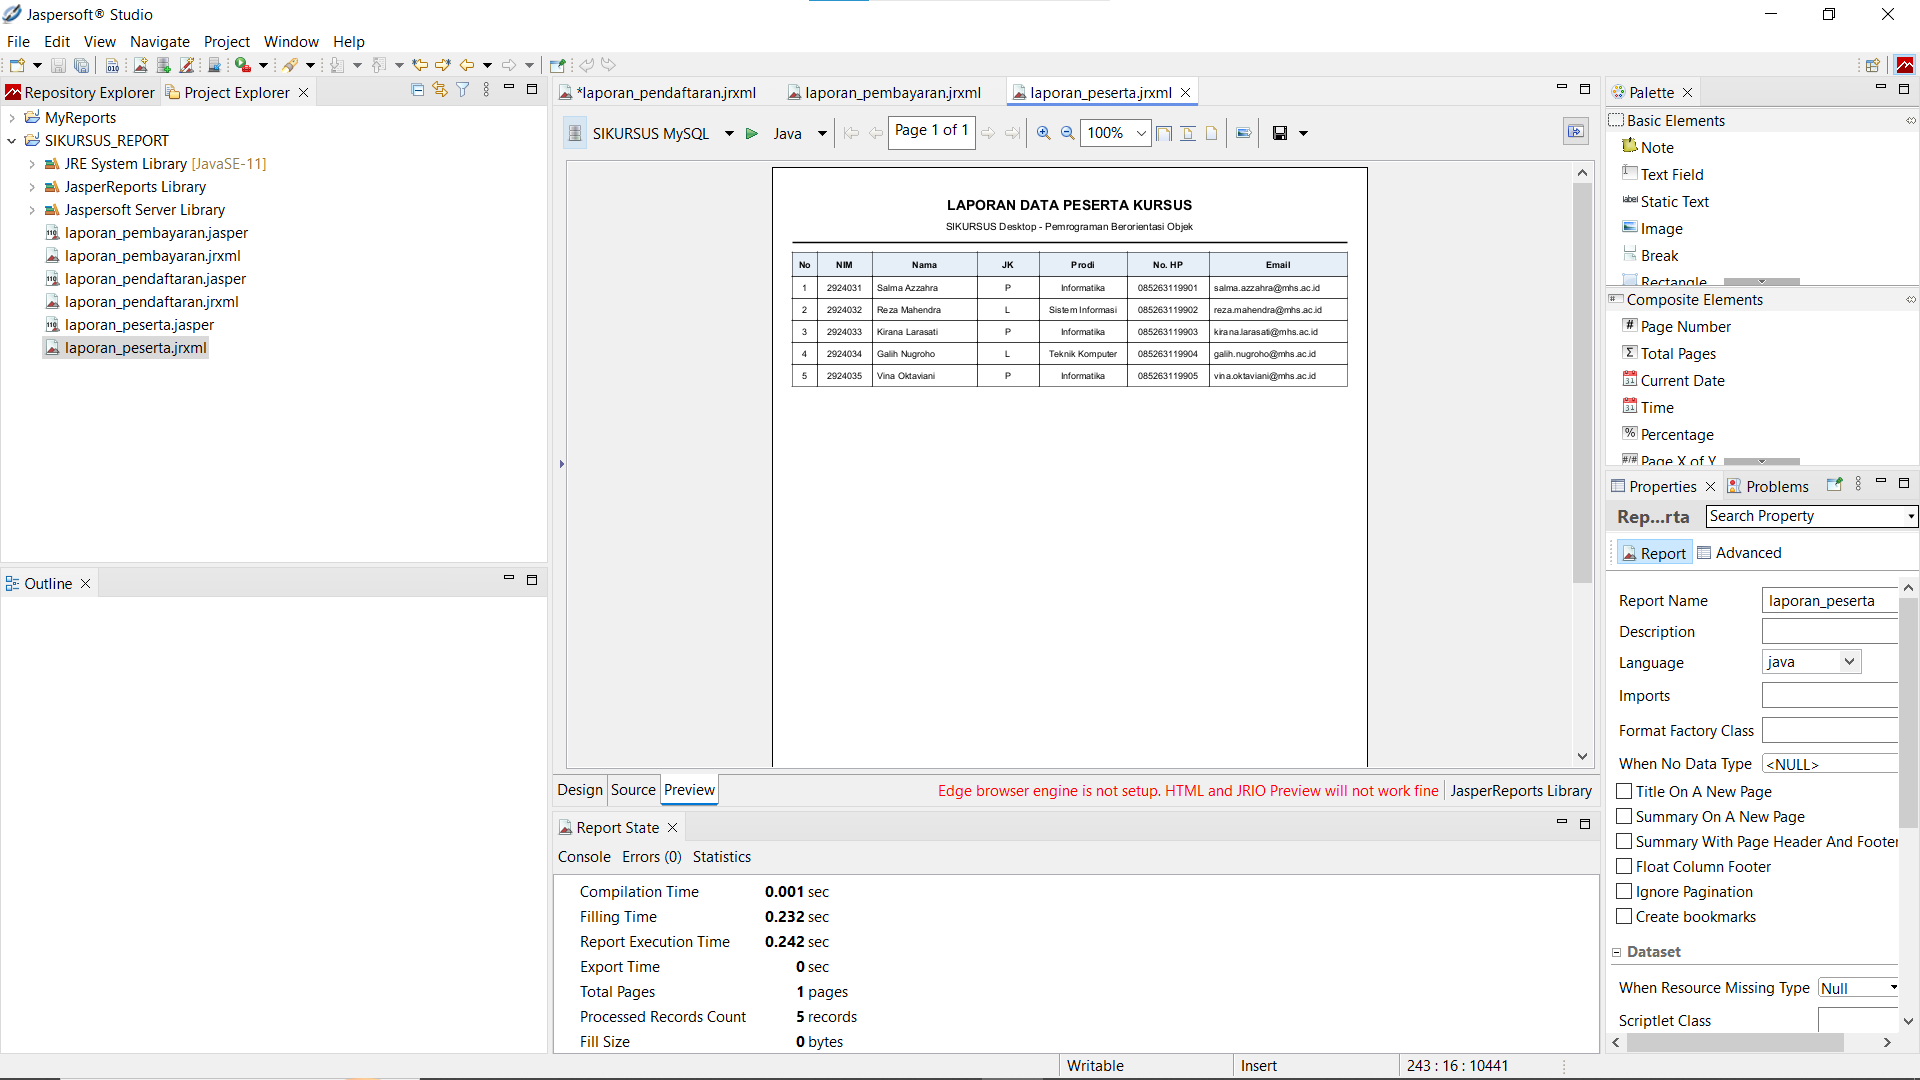 Jaspersoft® Studio
File Edit View Navigate Project Window Help
Repository Explorer Project Explorer
MyReports
SIKURSUS_REPORT
JRE System Library [JavaSE-11]
JasperReports Library
Jaspersoft Server Library
laporan_pembayaran.jasper
laporan_pembayaran.jrxml
laporan_pendaftaran.jasper
laporan_pendaftaran.jrxml
laporan_peserta.jasper
laporan_peserta.jrxml
Outline
*laporan_pendaftaran.jrxml laporan_pembayaran.jrxml laporan_peserta.jrxml
SIKURSUS MySQL Java Page 1 of 1 100%
LAPORAN DATA PESERTA KURSUS
SIKURSUS Desktop - Pemrograman Berorientasi Objek
No NIM Nama JK Prodi No. HP Email
1 2924031 Salma Azzahra P Informatika 085263119901 salma.azzahra@mhs.ac.id
2 2924032 Reza Mahendra L Sistem Informasi 085263119902 reza.mahendra@mhs.ac.id
3 2924033 Kirana Larasati P Informatika 085263119903 kirana.larasati@mhs.ac.id
4 2924034 Galih Nugroho L Teknik Komputer 085263119904 galih.nugroho@mhs.ac.id
5 2924035 Vina Oktaviani P Informatika 085263119905 vina.oktaviani@mhs.ac.id
Design Source Preview
Edge browser engine is not setup. HTML and JRIO Preview will not work fine JasperReports Library
Report State
Console Errors (0) Statistics
Compilation Time 0.001 sec
Filling Time 0.232 sec
Report Execution Time 0.242 sec
Export Time 0 sec
Total Pages 1 pages
Processed Records Count 5 records
Fill Size 0 bytes
Palette
Basic Elements
Note
Text Field
label Static Text
Image
Break
Rectangle
Composite Elements
# Page Number
Σ Total Pages
31 Current Date
31 Time
% Percentage
#/# Page X of Y
Properties Problems
Rep...rta Search Property
Report Advanced
Report Name laporan_peserta
Description
Language java
Imports
Format Factory Class
When No Data Type <NULL>
Title On A New Page
Summary On A New Page
Summary With Page Header And Footer
Float Column Footer
Ignore Pagination
Create bookmarks
Dataset
When Resource Missing Type Null
Scriptlet Class
Writable Insert 243 : 16 : 10441